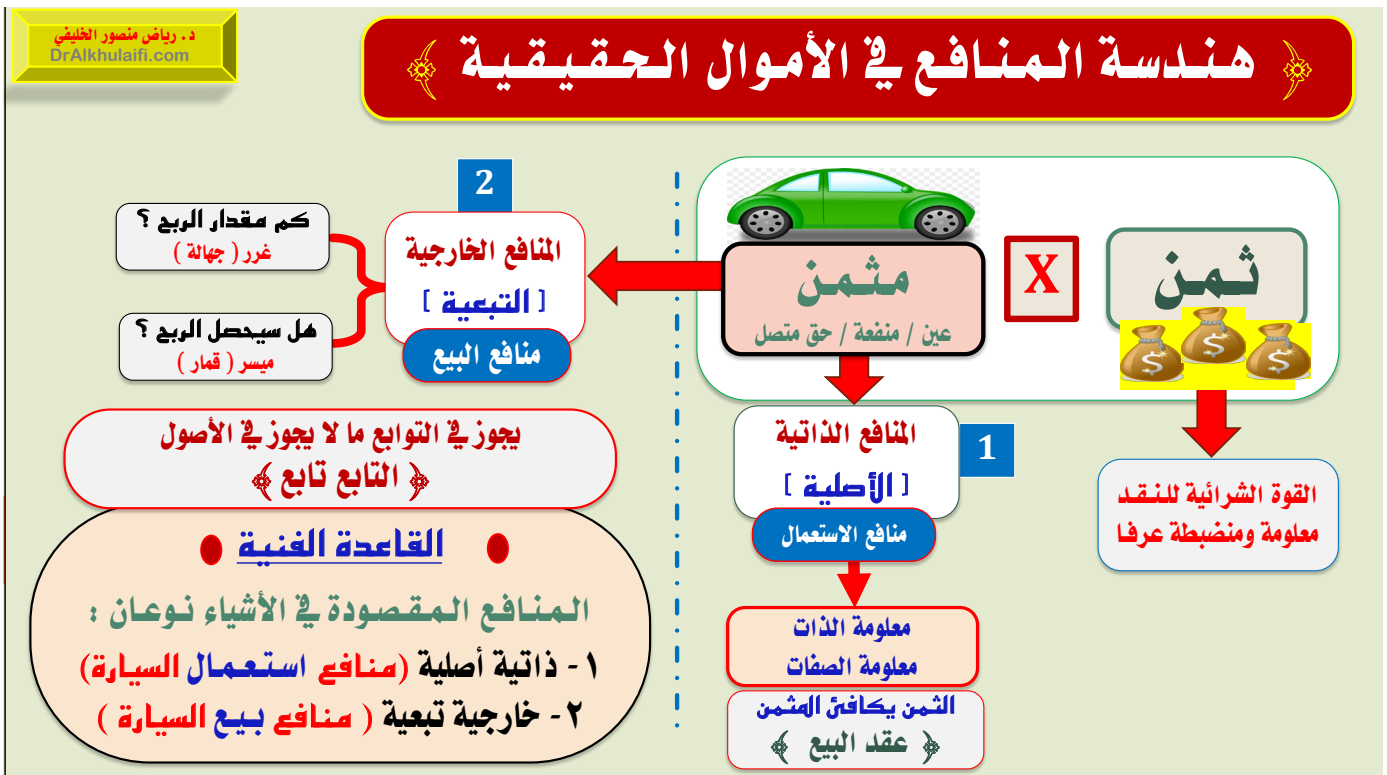 د. رياض منصور الخليفي
DrAlkhulaifi.com
﴿ هندسة المنافع في الأموال الحقيقية ﴾
ثمن
$
$
$
X
مثمن
عين / منفعة / حق متصل
القوة الشرائية للنقد
معلومة ومنضبطة عرفا
1
المنافع الذاتية
[ الأصلية ]
منافع الاستعمال
معلومة الذات
معلومة الصفات
الثمن يكافئ المثمن
﴿ عقد البيع ﴾
2
المنافع الخارجية
[ التبعية ]
منافع البيع
كم مقدار الربح ؟
غرر ( جهالة )
هل سيحصل الربح ؟
ميسر ( قمار )
يجوز في التوابع ما لا يجوز في الأصول
﴿ التابع تابع ﴾
القاعدة الفنية
المنافع المقصودة في الأشياء نوعان :
١- ذاتية أصلية (منافع استعمال السيارة)
٢- خارجية تبعية ( منافع بيع السيارة )